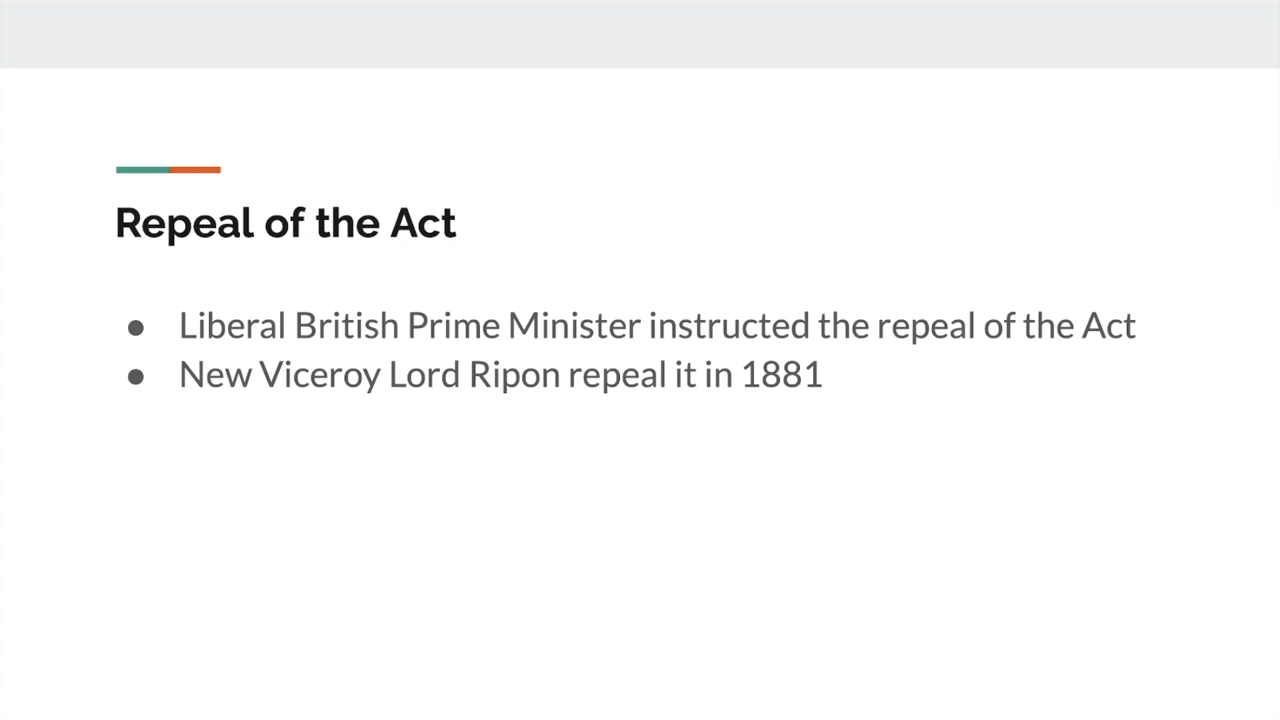 Repeal of the Act
● Liberal British Prime Minister instructed the repeal of the Act
● New Viceroy Lord Ripon repeal it in 1881